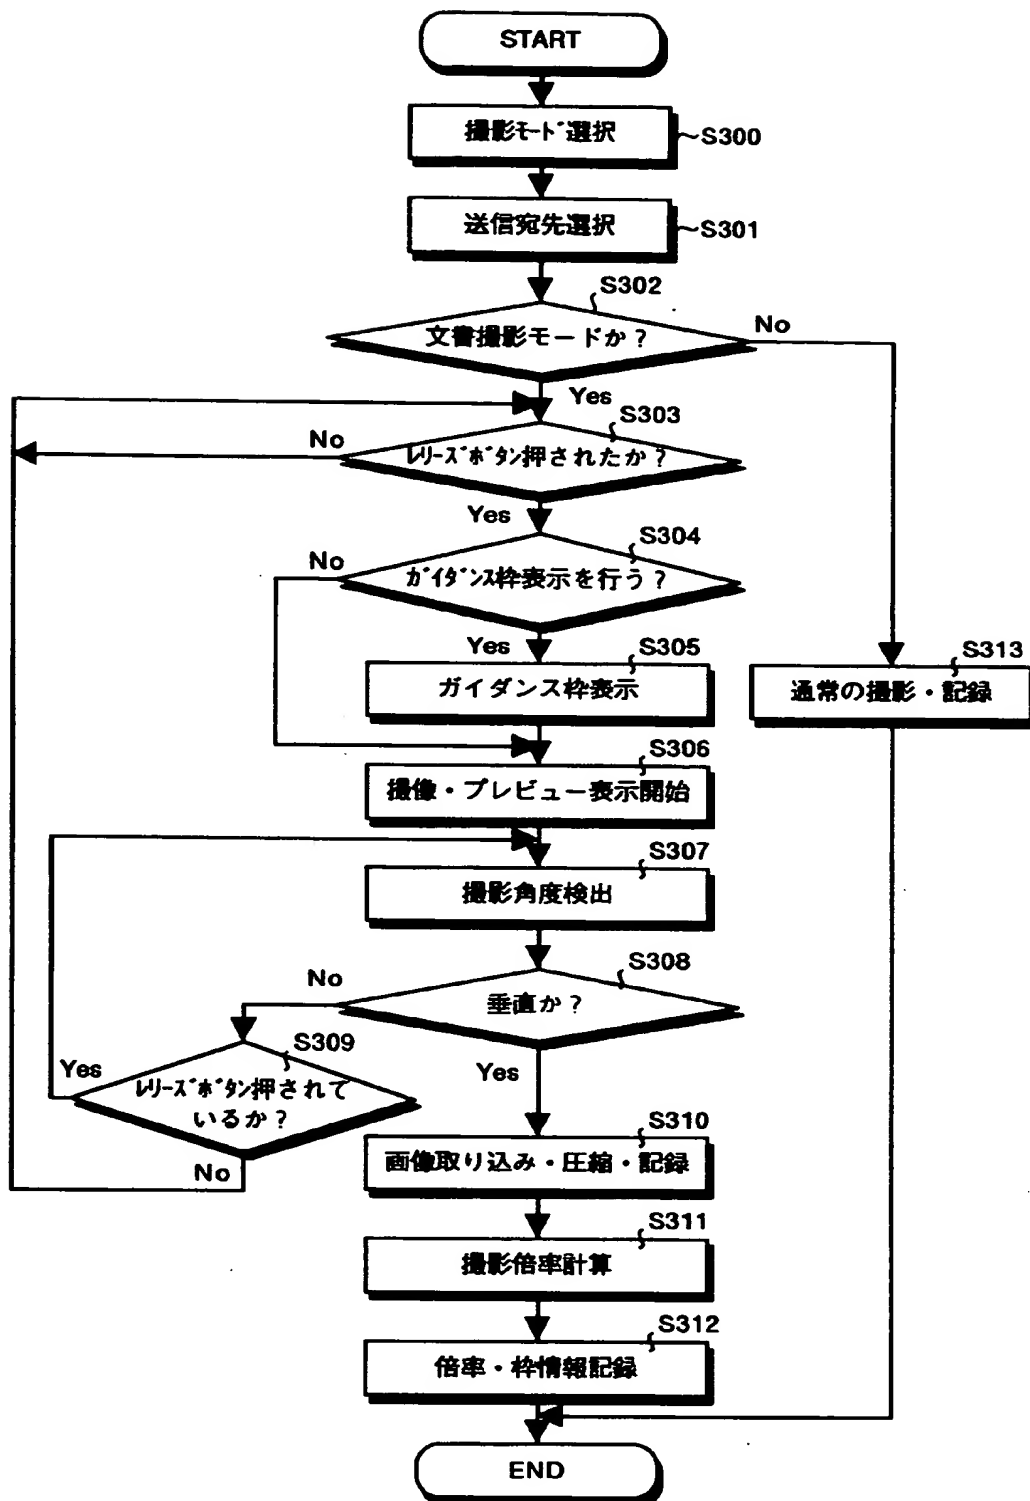 START
撮影ﾓｰﾄﾞ選択
~S300
送信宛先選択
~S301
S302
文書撮影モードか？
No
Yes
S303
No
ﾚﾘｰｽﾞﾎﾞﾀﾝ押されたか？
Yes
S304
No
ｶﾞｲﾀﾞﾝｽ枠表示を行う？
Yes
S305
ガイダンス枠表示
S313
通常の撮影・記録
S306
撮像・プレビュー表示開始
S307
撮影角度検出
S308
No
垂直か？
S309
Yes
ﾚﾘｰｽﾞﾎﾞﾀﾝ押されて
いるか？
Yes
No
S310
画像取り込み・圧縮・記録
S311
撮影倍率計算
S312
倍率・枠情報記録
END